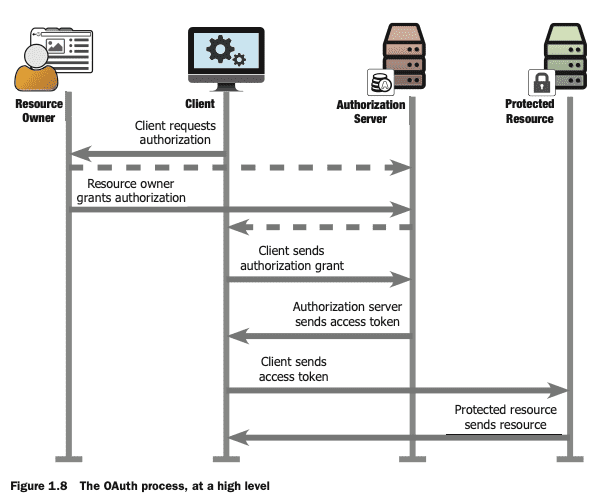 Resource
Owner
Client
Authorization
Server
Protected
Resource
Client requests
authorization
Resource owner
grants authorization
Client sends
authorization grant
Authorization server
sends access token
Client sends
access token
Protected resource
sends resource
Figure 1.8 The OAuth process, at a high level